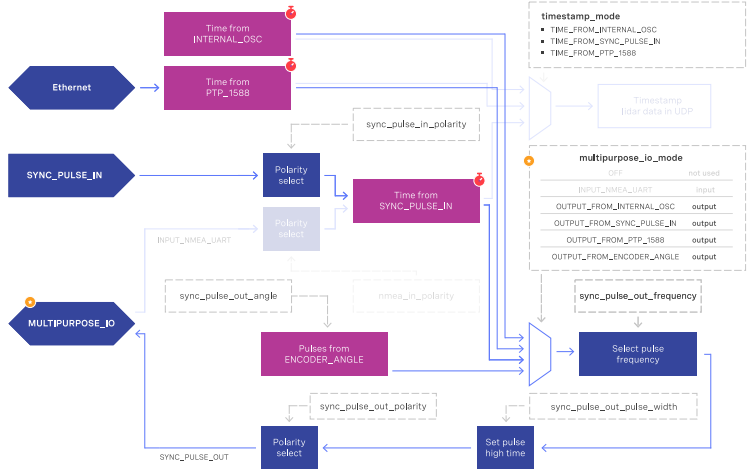 Time from
INTERNAL_OSC
timestamp_mode
TIME_FROM_INTERNAL_OSC
TIME_FROM_SYNC_PULSE_IN
TIME_FROM_PTP_1588
Ethernet
Time from
PTP_1588
Timestamp
lidar data in UDP
sync_pulse_in_polarity
multipurpose_io_mode
OFF not used
INPUT_NMEA_UART input
OUTPUT_FROM_INTERNAL_OSC output
OUTPUT_FROM_SYNC_PULSE_IN output
OUTPUT_FROM_PTP_1588 output
OUTPUT_FROM_ENCODER_ANGLE output
SYNC_PULSE_IN
Polarity
select
Time from
SYNC_PULSE_IN
Polarity
select
INPUT_NMEA_UART
sync_pulse_out_angle
nmea_in_polarity
sync_pulse_out_frequency
MULTIPURPOSE_IO
Pulses from
ENCODER_ANGLE
Select pulse
frequency
sync_pulse_out_polarity
sync_pulse_out_pulse_width
Polarity
select
Set pulse
high time
SYNC_PULSE_OUT